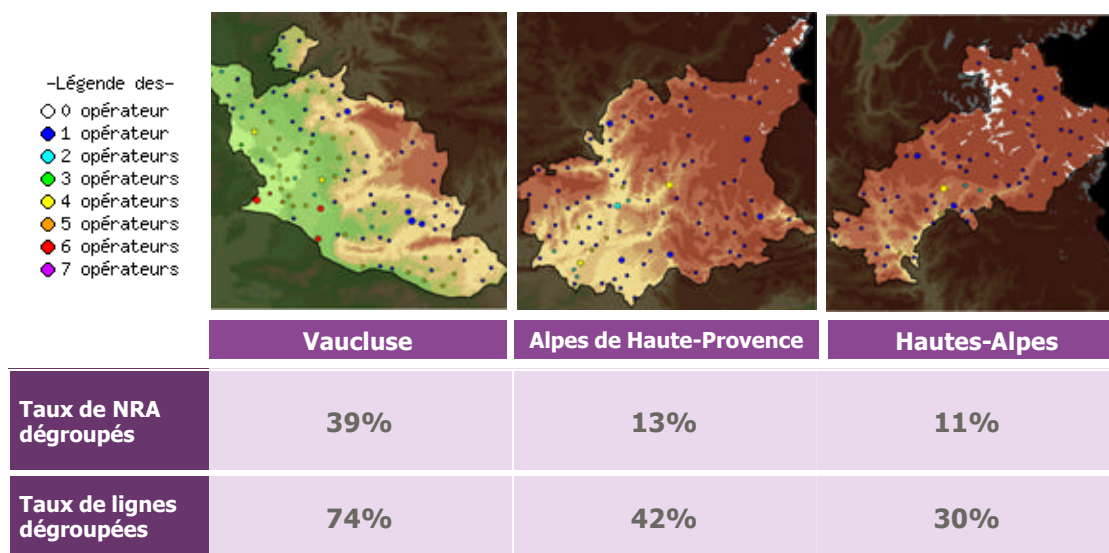 -Légende des-
0 opérateur
1 opérateur
2 opérateurs
3 opérateurs
4 opérateurs
5 opérateurs
6 opérateurs
7 opérateurs
Vaucluse
Alpes de Haute-Provence
Hautes-Alpes
Taux de NRA
dégroupés
39%
13%
11%
Taux de lignes
dégroupées
74%
42%
30%